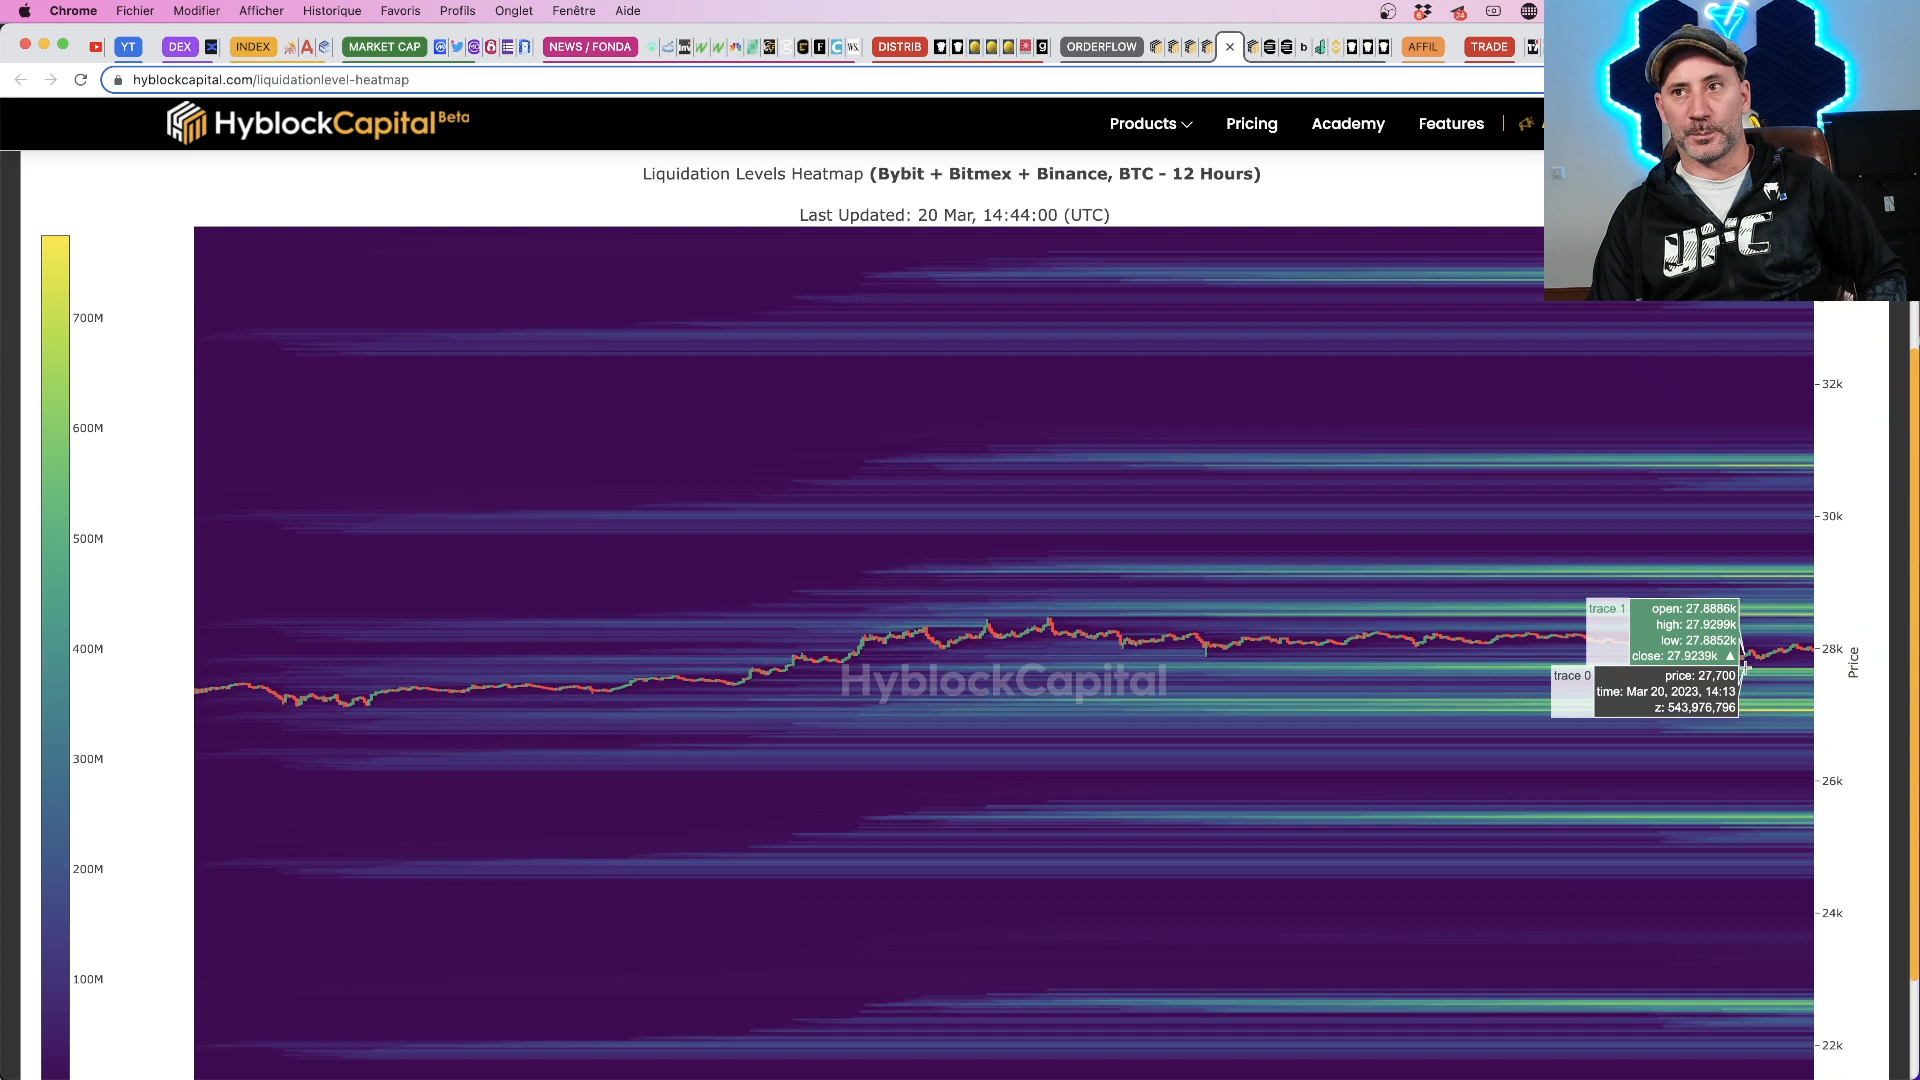 Chrome Fichier Modifier Afficher Historique Favoris Profils Onglet Fenêtre Aide
6 24
YT DEX INDEX MARKET CAP NEWS / FONDA DISTRIB ORDERFLOW AFFIL TRADE
hyblockcapital.com/liquidationlevel-heatmap
HyblockCapital Beta
Products Pricing Academy Features
Liquidation Levels Heatmap (Bybit + Bitmex + Binance, BTC - 12 Hours)
Last Updated: 20 Mar, 14:44:00 (UTC)
UFC
700M
600M
500M
400M
300M
200M
100M
32k
30k
28k
26k
24k
22k
Price
HyblockCapital
trace 1
open: 27.8886k
high: 27.9299k
low: 27.8852k
close: 27.9239k ▲
trace 0
price: 27,700
time: Mar 20, 2023, 14:13
z: 543,976,796